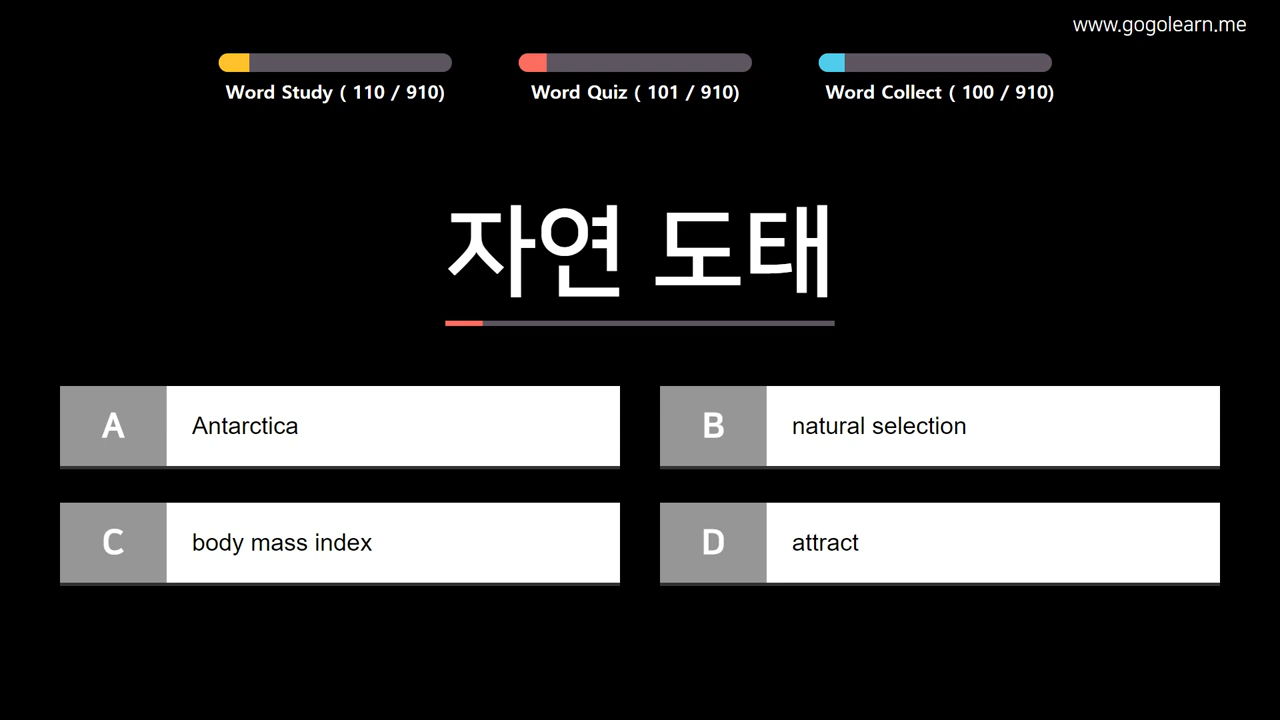 www.gogolearn.me
Word Study ( 110 / 910)
Word Quiz ( 101 / 910)
Word Collect ( 100 / 910)
자연 도태
A
Antarctica
B
natural selection
C
body mass index
D
attract